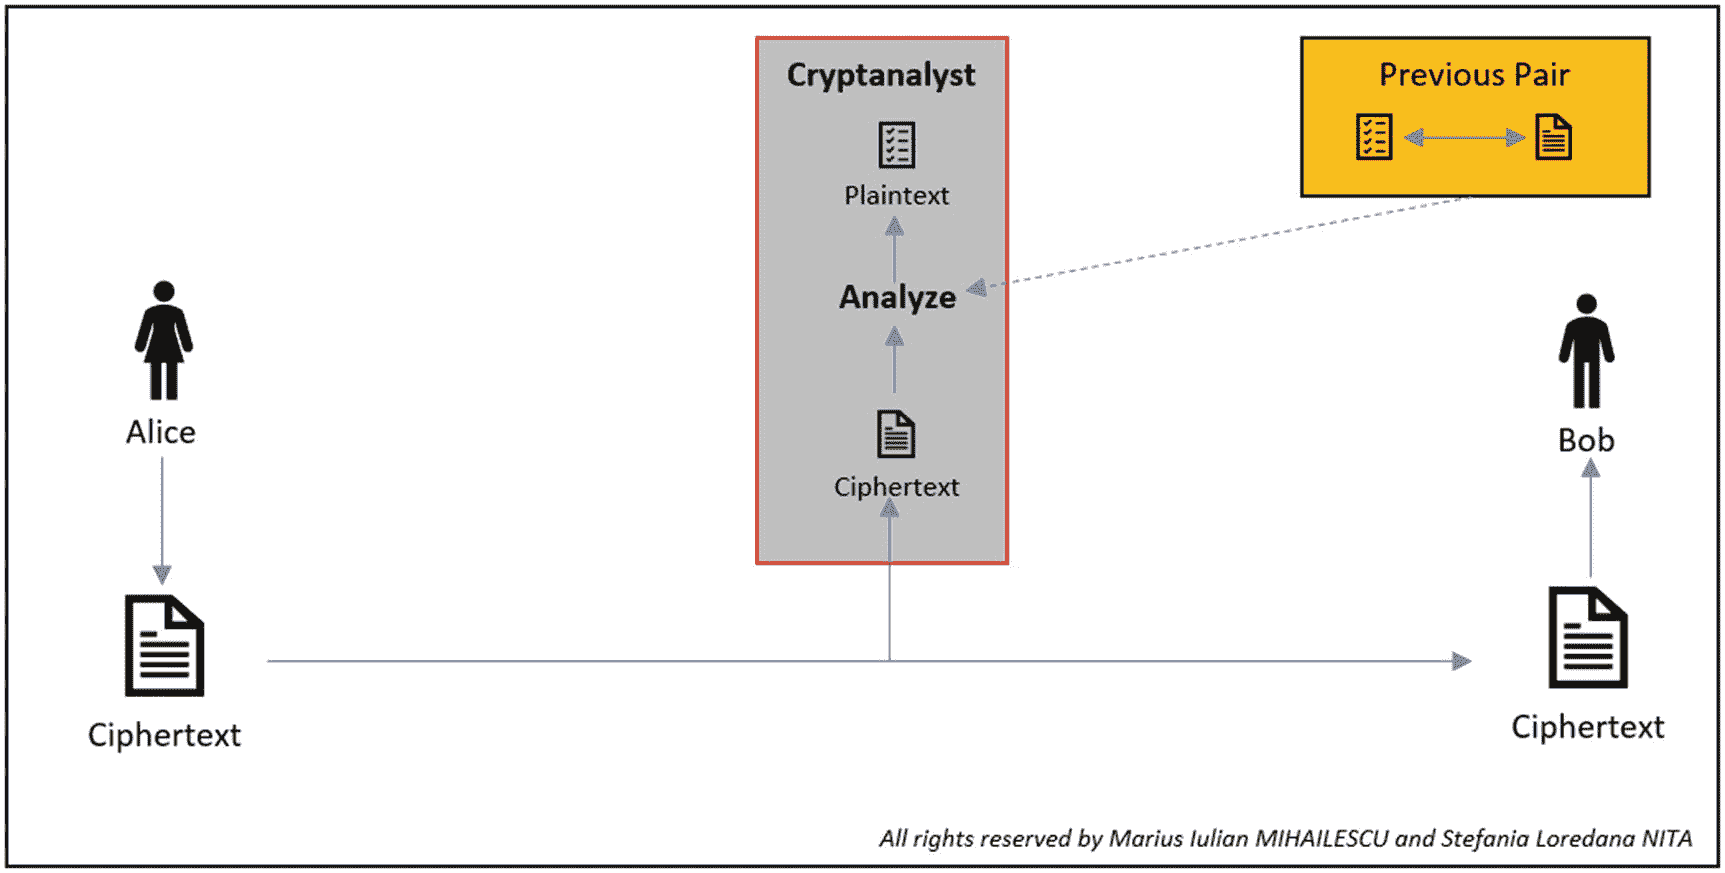 Cryptanalyst
Previous Pair
Plaintext
Analyze
Alice
Bob
Ciphertext
Ciphertext
Ciphertext
All rights reserved by Marius Iulian MIHAILESCU and Stefania Loredana NITA